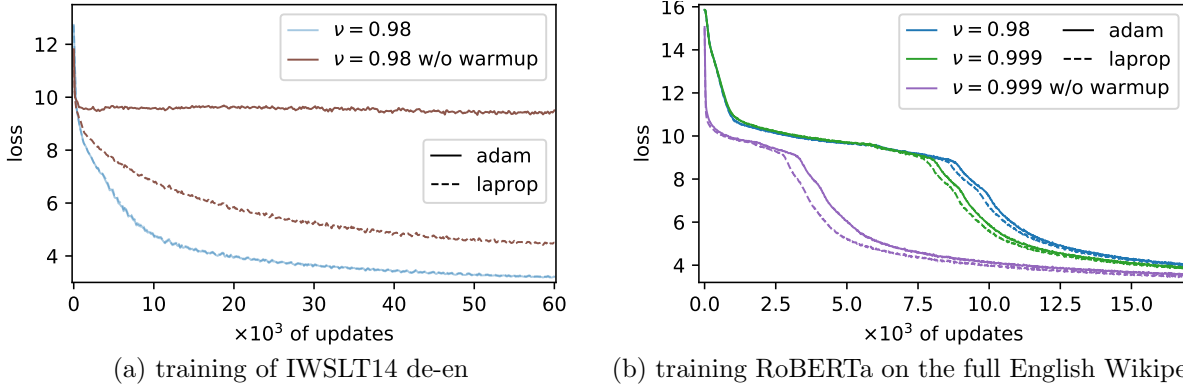 12
10
8
6
4
loss
0
10
20
30
40
50
60
×10³ of updates
ν = 0.98
ν = 0.98 w/o warmup
adam
laprop
(a) training of IWSLT14 de-en
16
14
12
10
8
6
4
loss
0.0
2.5
5.0
7.5
10.0
12.5
15.0
×10³ of updates
ν = 0.98
ν = 0.999
ν = 0.999 w/o warmup
adam
laprop
(b) training RoBERTa on the full English Wikipe